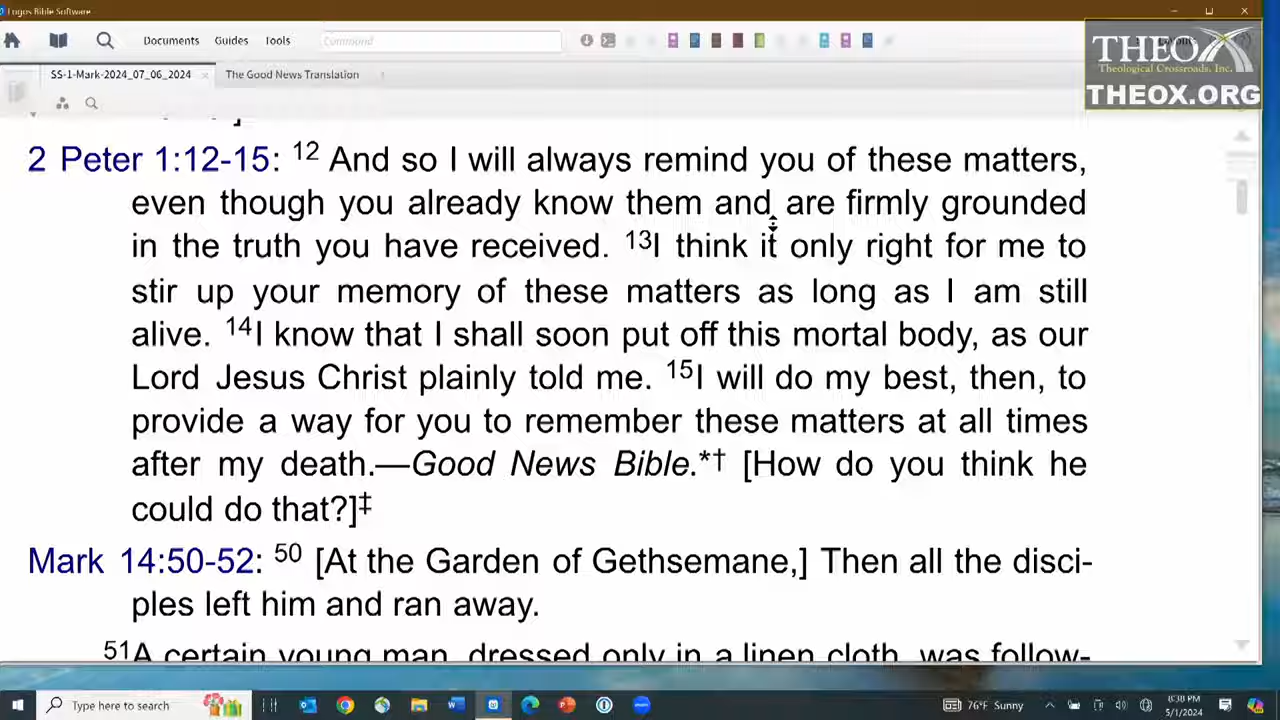 Logos Bible Software
Documents Guides Tools Command
THEOX
Theological Crossroads, Inc.
THEOX.ORG
SS-1-Mark-2024_07_06_2024 The Good News Translation
2 Peter 1:12-15: 12 And so I will always remind you of these matters,
even though you already know them and are firmly grounded
in the truth you have received. 13I think it only right for me to
stir up your memory of these matters as long as I am still
alive. 14I know that I shall soon put off this mortal body, as our
Lord Jesus Christ plainly told me. 15I will do my best, then, to
provide a way for you to remember these matters at all times
after my death.—Good News Bible.*† [How do you think he
could do that?]‡
Mark 14:50-52: 50 [At the Garden of Gethsemane,] Then all the disci-
ples left him and ran away.
51A certain young man, dressed only in a linen cloth, was follow-
Type here to search
76°F Sunny
8:38 PM
5/1/2024